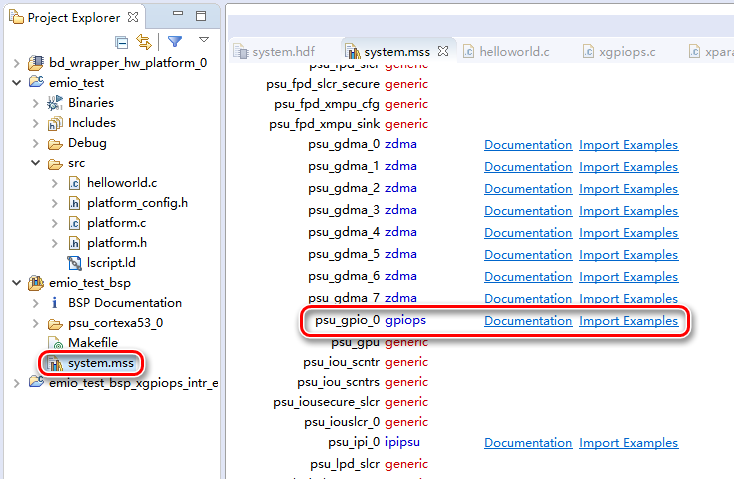 Project Explorer
bd_wrapper_hw_platform_0
emio_test
Binaries
Includes
Debug
src
helloworld.c
platform_config.h
platform.c
platform.h
lscript.ld
emio_test_bsp
BSP Documentation
psu_cortexa53_0
Makefile
system.mss
emio_test_bsp_xgpiops_intr_e
system.hdf system.mss helloworld.c xgpiops.c xpara
psu_fpd_slcr generic
psu_fpd_slcr_secure generic
psu_fpd_xmpu_cfg generic
psu_fpd_xmpu_sink generic
psu_gdma_0 zdma Documentation Import Examples
psu_gdma_1 zdma Documentation Import Examples
psu_gdma_2 zdma Documentation Import Examples
psu_gdma_3 zdma Documentation Import Examples
psu_gdma_4 zdma Documentation Import Examples
psu_gdma_5 zdma Documentation Import Examples
psu_gdma_6 zdma Documentation Import Examples
psu_gdma_7 zdma Documentation Import Examples
psu_gpio_0 gpiops Documentation Import Examples
psu_gpu generic
psu_iou_scntr generic
psu_iou_scntrs generic
psu_iousecure_slcr generic
psu_iouslcr_0 generic
psu_ipi_0 ipipsu Documentation Import Examples
psu_lpd_slcr generic